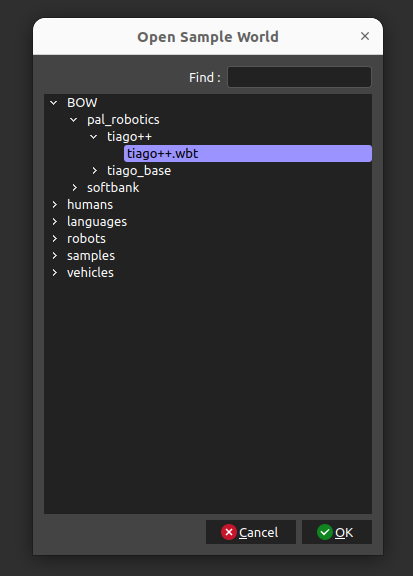 Open Sample World
Find :
BOW
pal_robotics
tiago++
tiago++.wbt
tiago_base
softbank
humans
languages
robots
samples
vehicles
Cancel OK